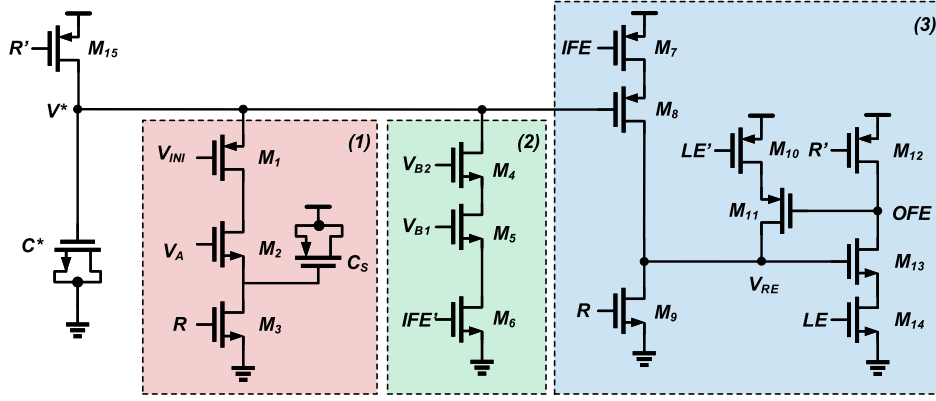 (3)
R'
M15
IFE
M7
V*
M8
(1)
(2)
VINI
M1
VB2
M4
LE'
M10
R'
M12
M11
OFE
VA
M2
VB1
M5
C*
CS
M13
VRE
R
M3
IFE'
M6
R
M9
LE
M14